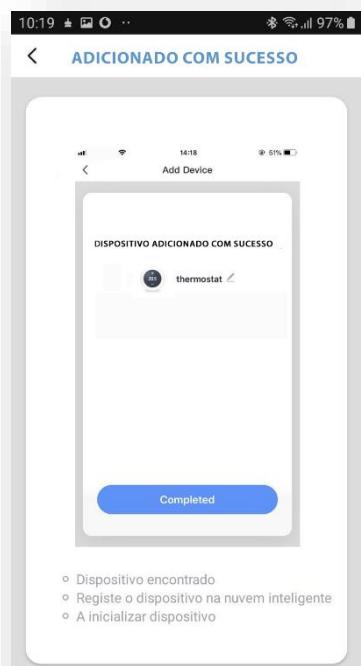 10:19 97%
ADICIONADO COM SUCESSO
14:18 51%
Add Device
DISPOSITIVO ADICIONADO COM SUCESSO
thermostat
Completed
Dispositivo encontrado
Registe o dispositivo na nuvem inteligente
A inicializar dispositivo